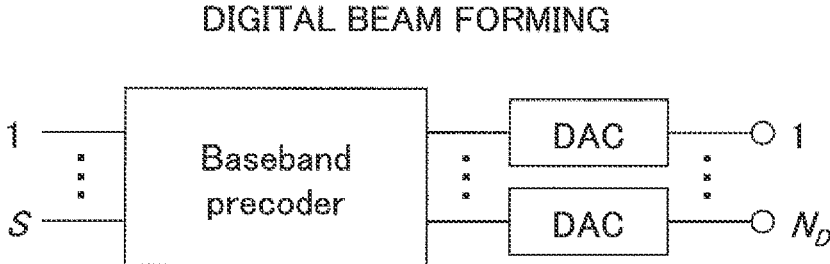 DIGITAL BEAM FORMING
1
Baseband
precoder
DAC
1
S
DAC
N_D